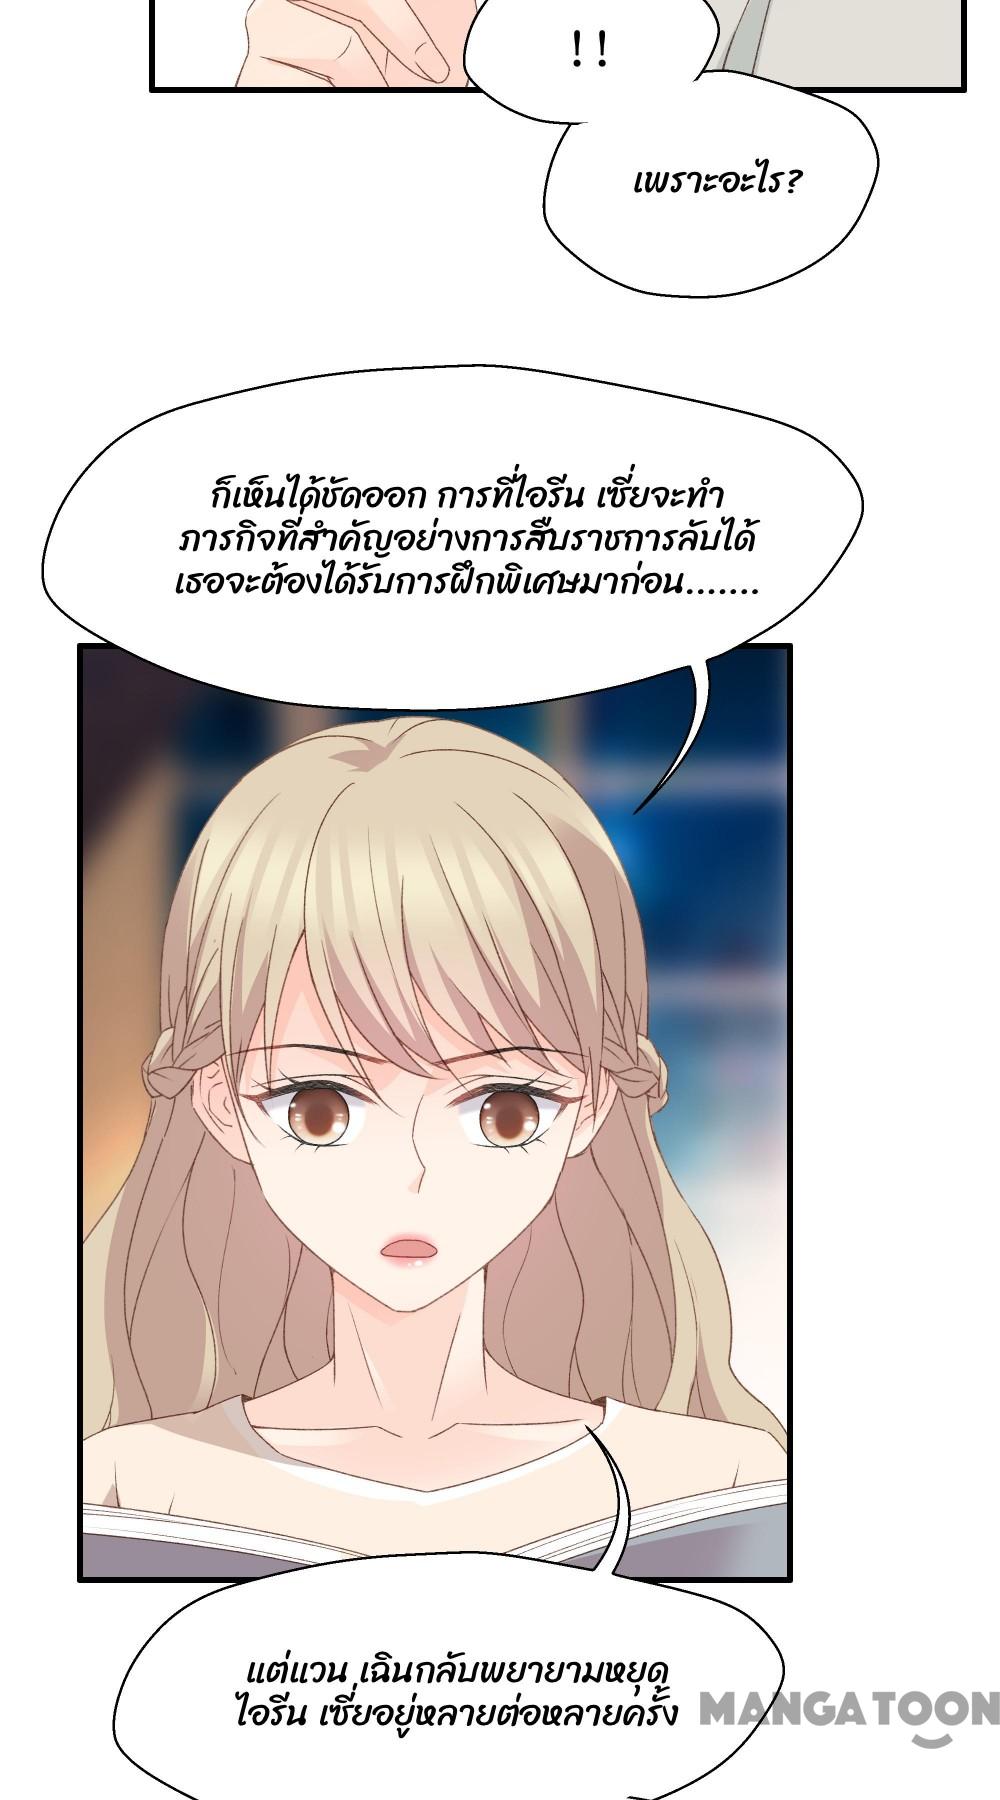 !!
เพราะอะไร?
ก็เห็นได้ชัดออก การที่ไอรีน เซี่ยจะทำ
ภารกิจที่สำคัญอย่างการสืบราชการลับได้
เธอจะต้องได้รับการฝึกพิเศษมาก่อน.......
แต่แวน เฉินกลับพยายามหยุด
ไอรีน เซี่ยอยู่หลายต่อหลายครั้ง
MANGATOON